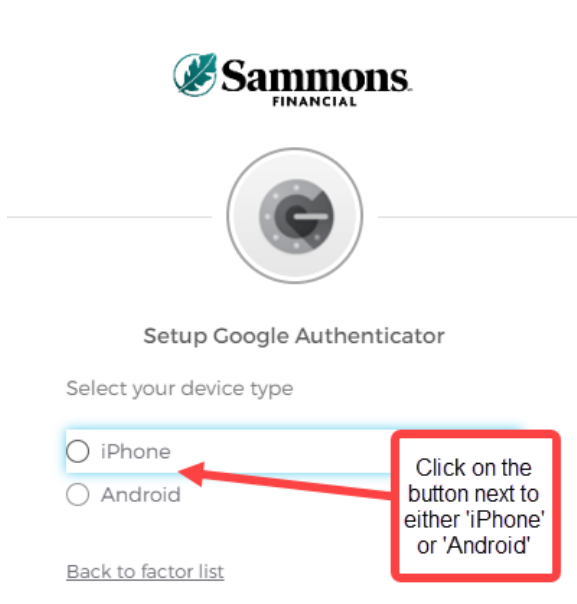 Sammons
FINANCIAL
Setup Google Authenticator
Select your device type
iPhone
Android
Click on the
button next to
either 'iPhone'
or 'Android'
Back to factor list